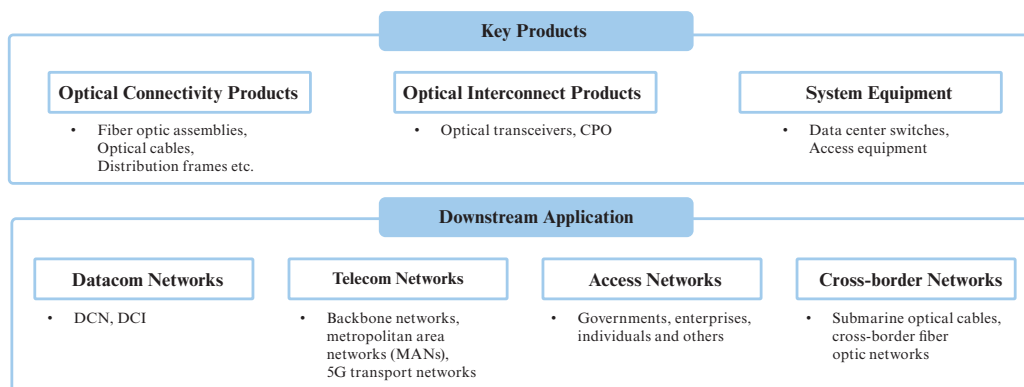 Key Products
Optical Connectivity Products
• Fiber optic assemblies,
Optical cables,
Distribution frames etc.
Optical Interconnect Products
• Optical transceivers, CPO
System Equipment
• Data center switches,
Access equipment
Downstream Application
Datacom Networks
• DCN, DCI
Telecom Networks
• Backbone networks,
metropolitan area
networks (MANs),
5G transport networks
Access Networks
• Governments, enterprises,
individuals and others
Cross-border Networks
• Submarine optical cables,
cross-border fiber
optic networks